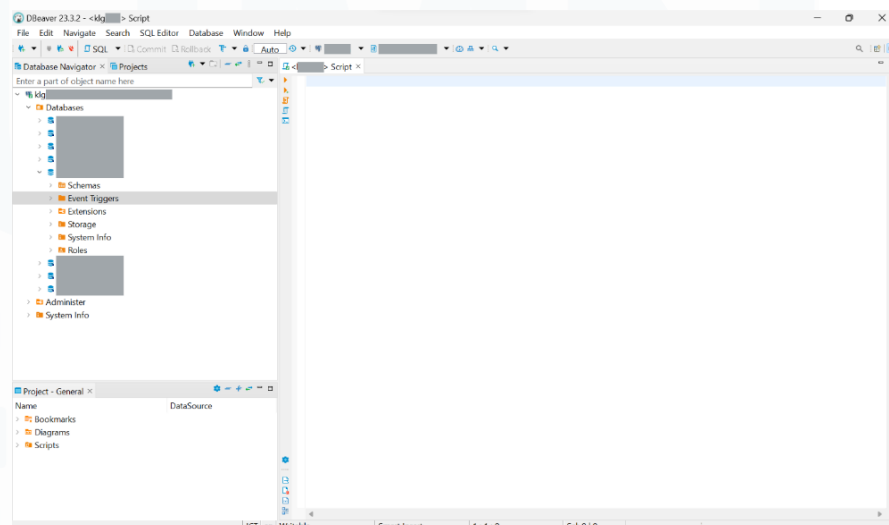 DBeaver 23.3.2 - <klg > Script
File Edit Navigate Search SQL Editor Database Window Help
SQL Commit Rollback Auto
Database Navigator Projects
Enter a part of object name here
klg
Databases
Schemas
Event Triggers
Extensions
Storage
System Info
Roles
Administer
System Info
< > Script
Project - General
Name DataSource
Bookmarks
Diagrams
Scripts